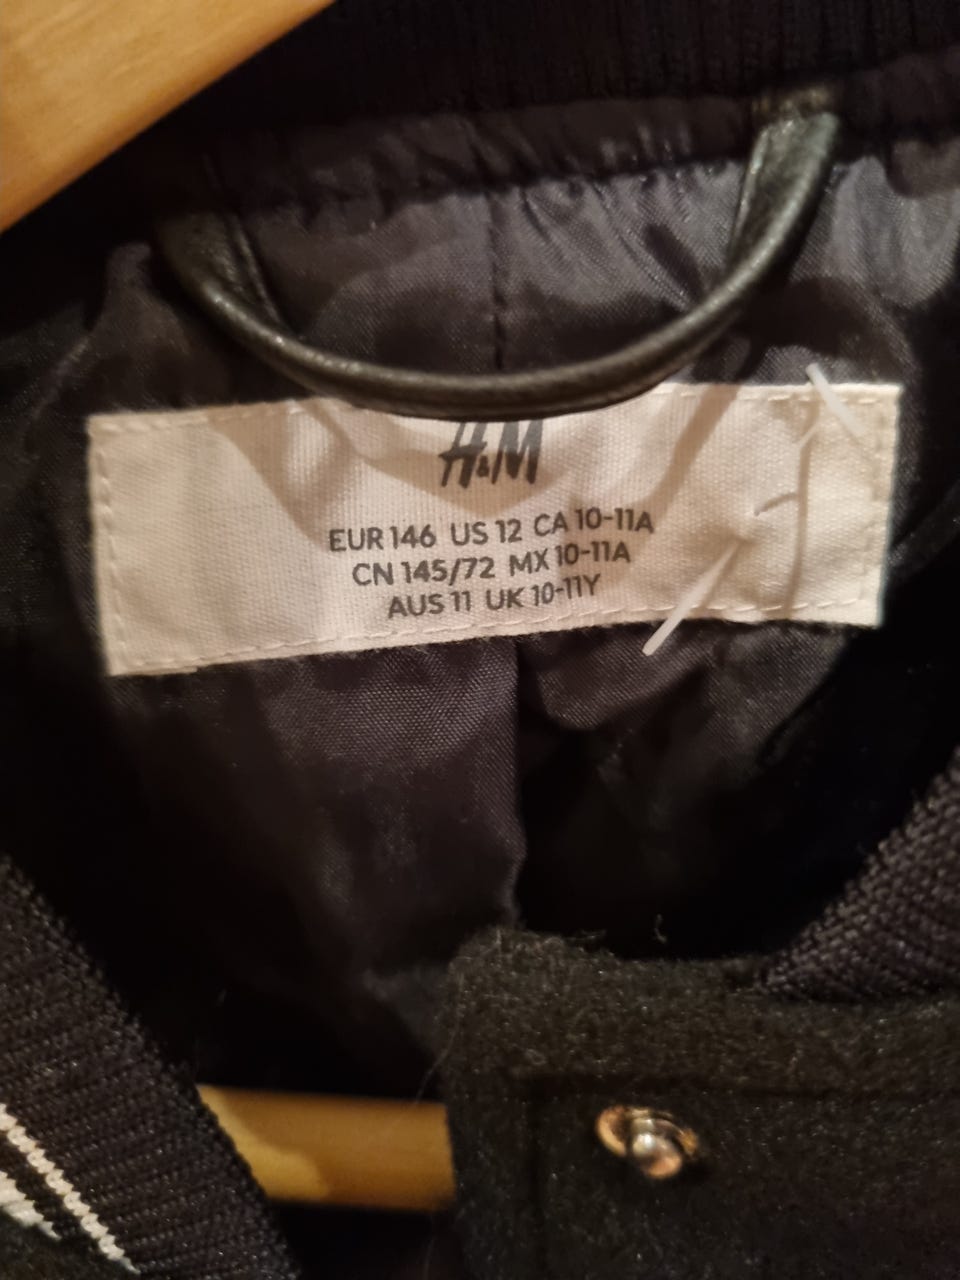 H&M
EUR 146 US 12 CA 10-11A
CN 145/72 MX 10-11A
AUS 11 UK 10-11Y